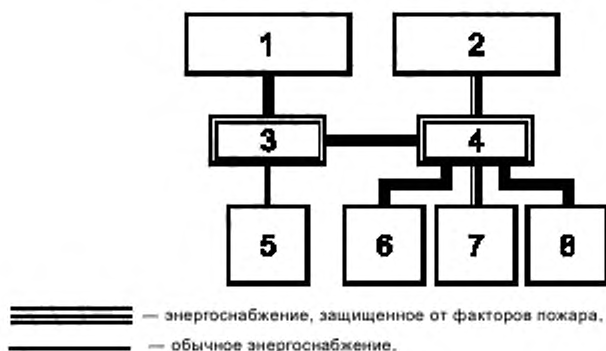 1 2
3 4
5 6 7 8
— энергоснабжение, защищенное от факторов пожара,
— обычное энергоснабжение.